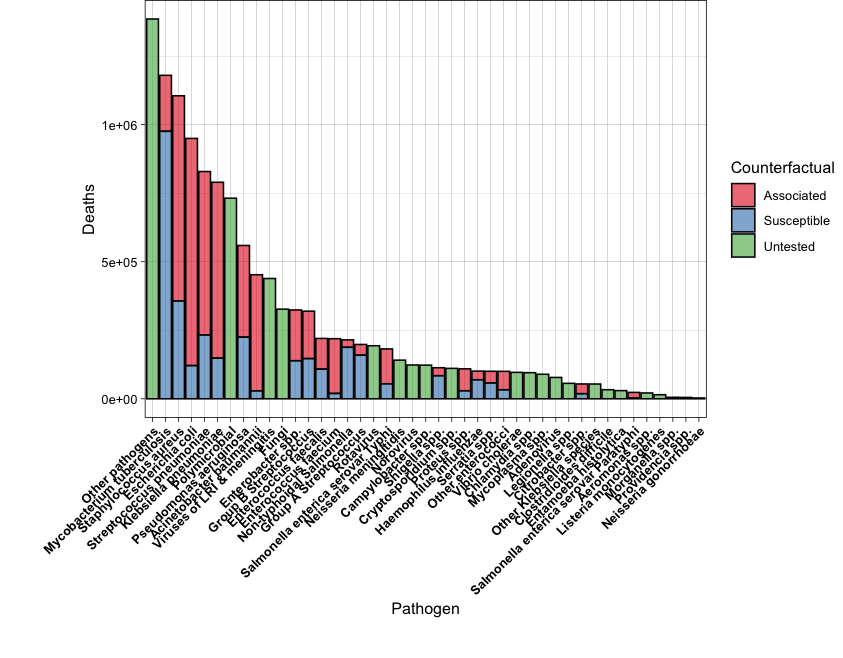 1e+06
5e+05
0e+00
Deaths
Counterfactual
Associated
Susceptible
Untested
Other pathogens
Mycobacterium tuberculosis
Staphylococcus aureus
Escherichia coli
Streptococcus pneumoniae
Klebsiella pneumoniae
Polymicrobial
Pseudomonas aeruginosa
Acinetobacter baumannii
Viruses of LRI & meningitis
Fungi
Enterobacter spp.
Group B Streptococcus
Enterococcus faecalis
Enterococcus faecium
Non-typhoidal Salmonella
Group A Streptococcus
Rotavirus
Salmonella enterica serovar Typhi
Neisseria meningitidis
Norovirus
Campylobacter spp.
Shigella spp.
Cryptosporidium spp.
Proteus spp.
Haemophilus influenzae
Serratia spp.
Other enterococci
Vibrio cholerae
Chlamydia spp.
Mycoplasma spp.
Adenovirus
Legionella spp.
Citrobacter spp.
Other Klebsiella species
Clostridioides difficile
Entamoeba histolytica
Salmonella enterica serovar Paratyphi
Aeromonas spp.
Listeria monocytogenes
Morganella spp.
Providencia spp.
Neisseria gonorrhoeae
Pathogen